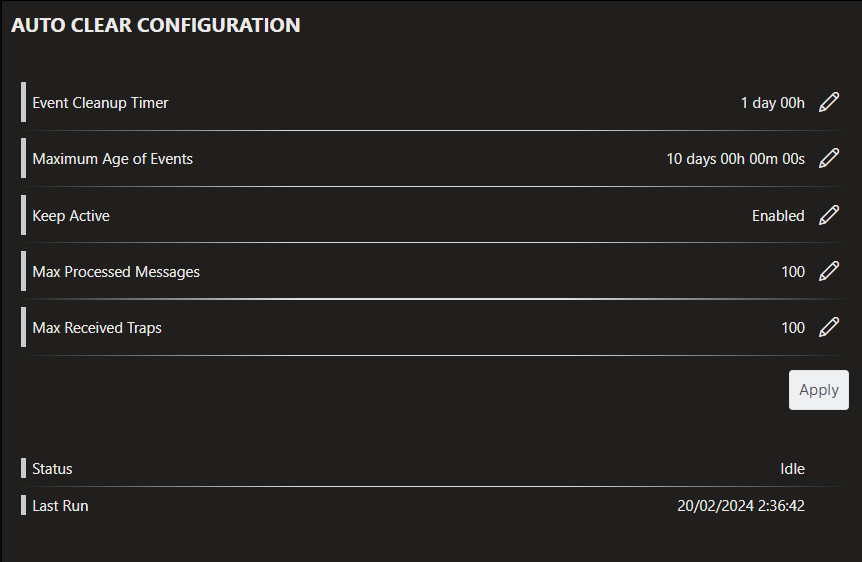 AUTO CLEAR CONFIGURATION
Event Cleanup Timer 1 day 00h
Maximum Age of Events 10 days 00h 00m 00s
Keep Active Enabled
Max Processed Messages 100
Max Received Traps 100
Apply
Status Idle
Last Run 20/02/2024 2:36:42